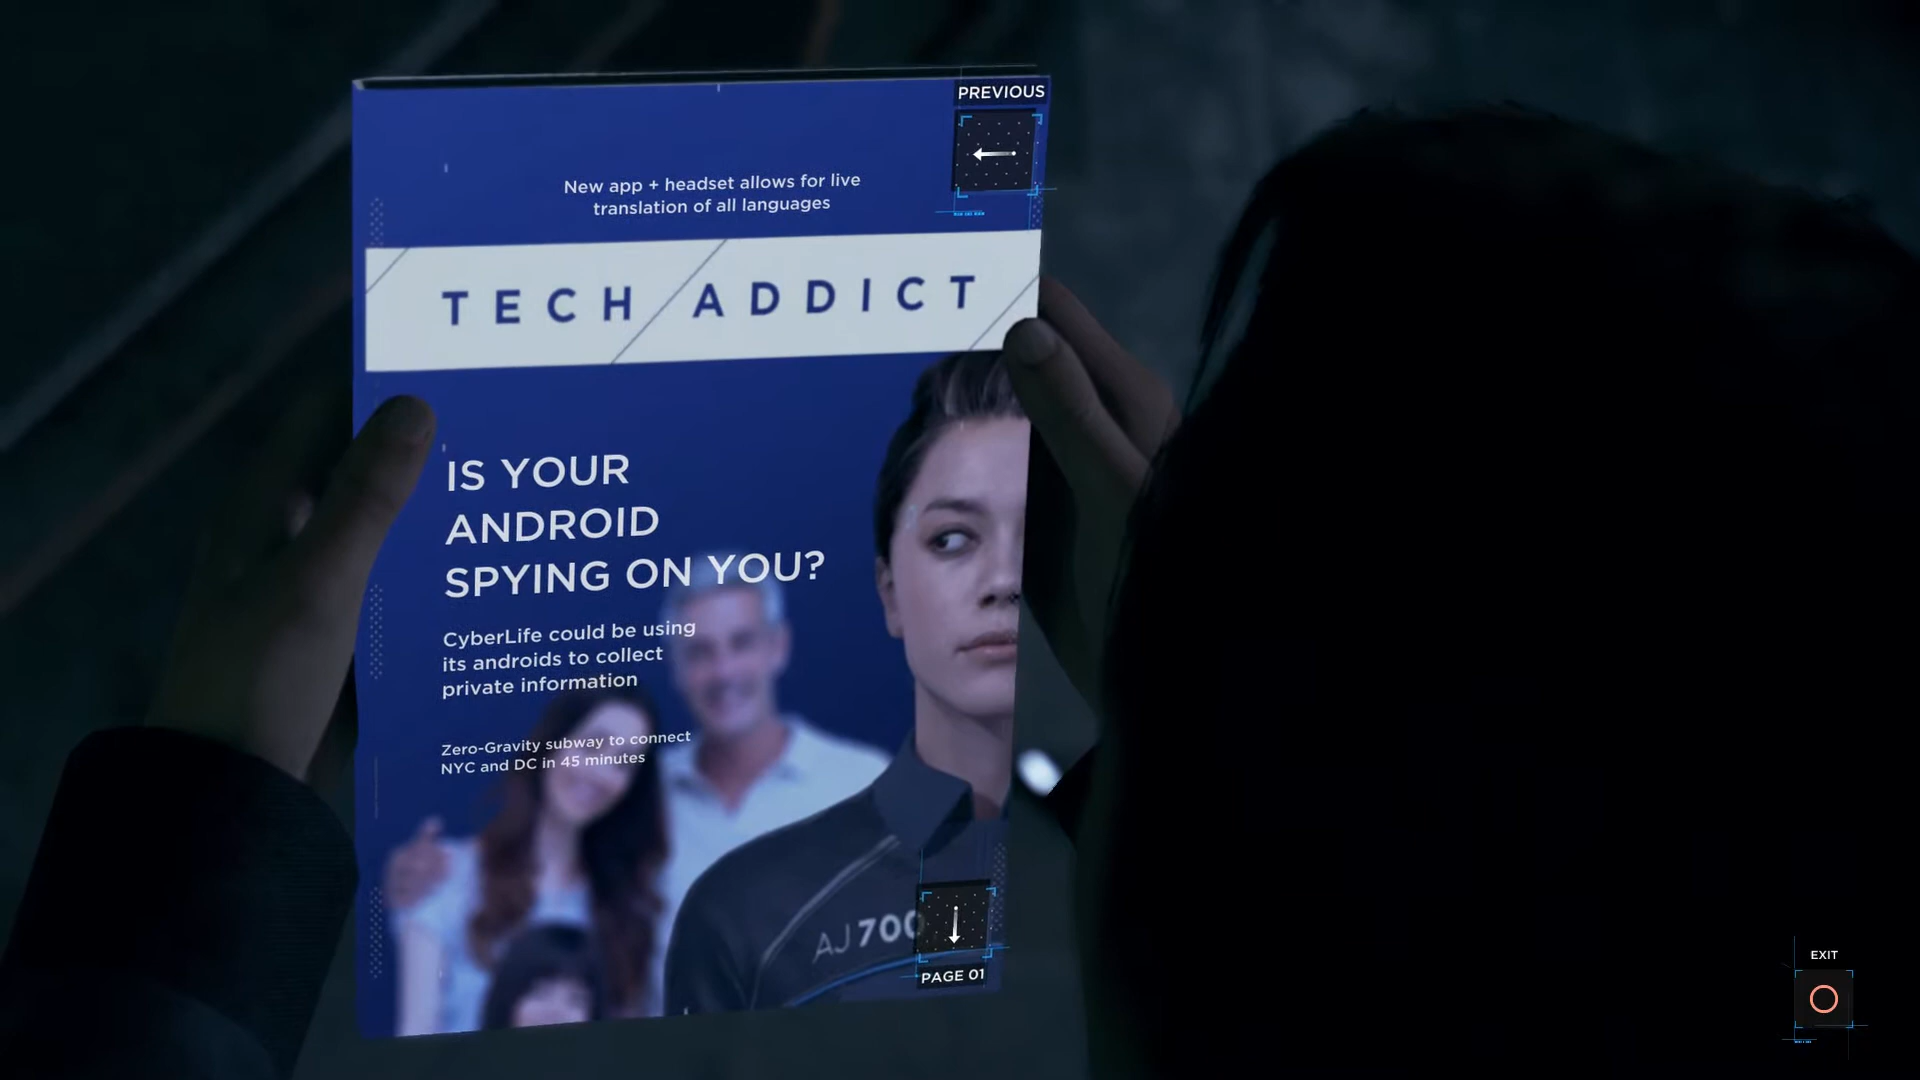 PREVIOUS
New app + headset allows for live
translation of all languages
TECH ADDICT
IS YOUR
ANDROID
SPYING ON YOU?
CyberLife could be using
its androids to collect
private information
Zero-Gravity subway to connect
NYC and DC in 45 minutes
AJ700
PAGE 01
EXIT